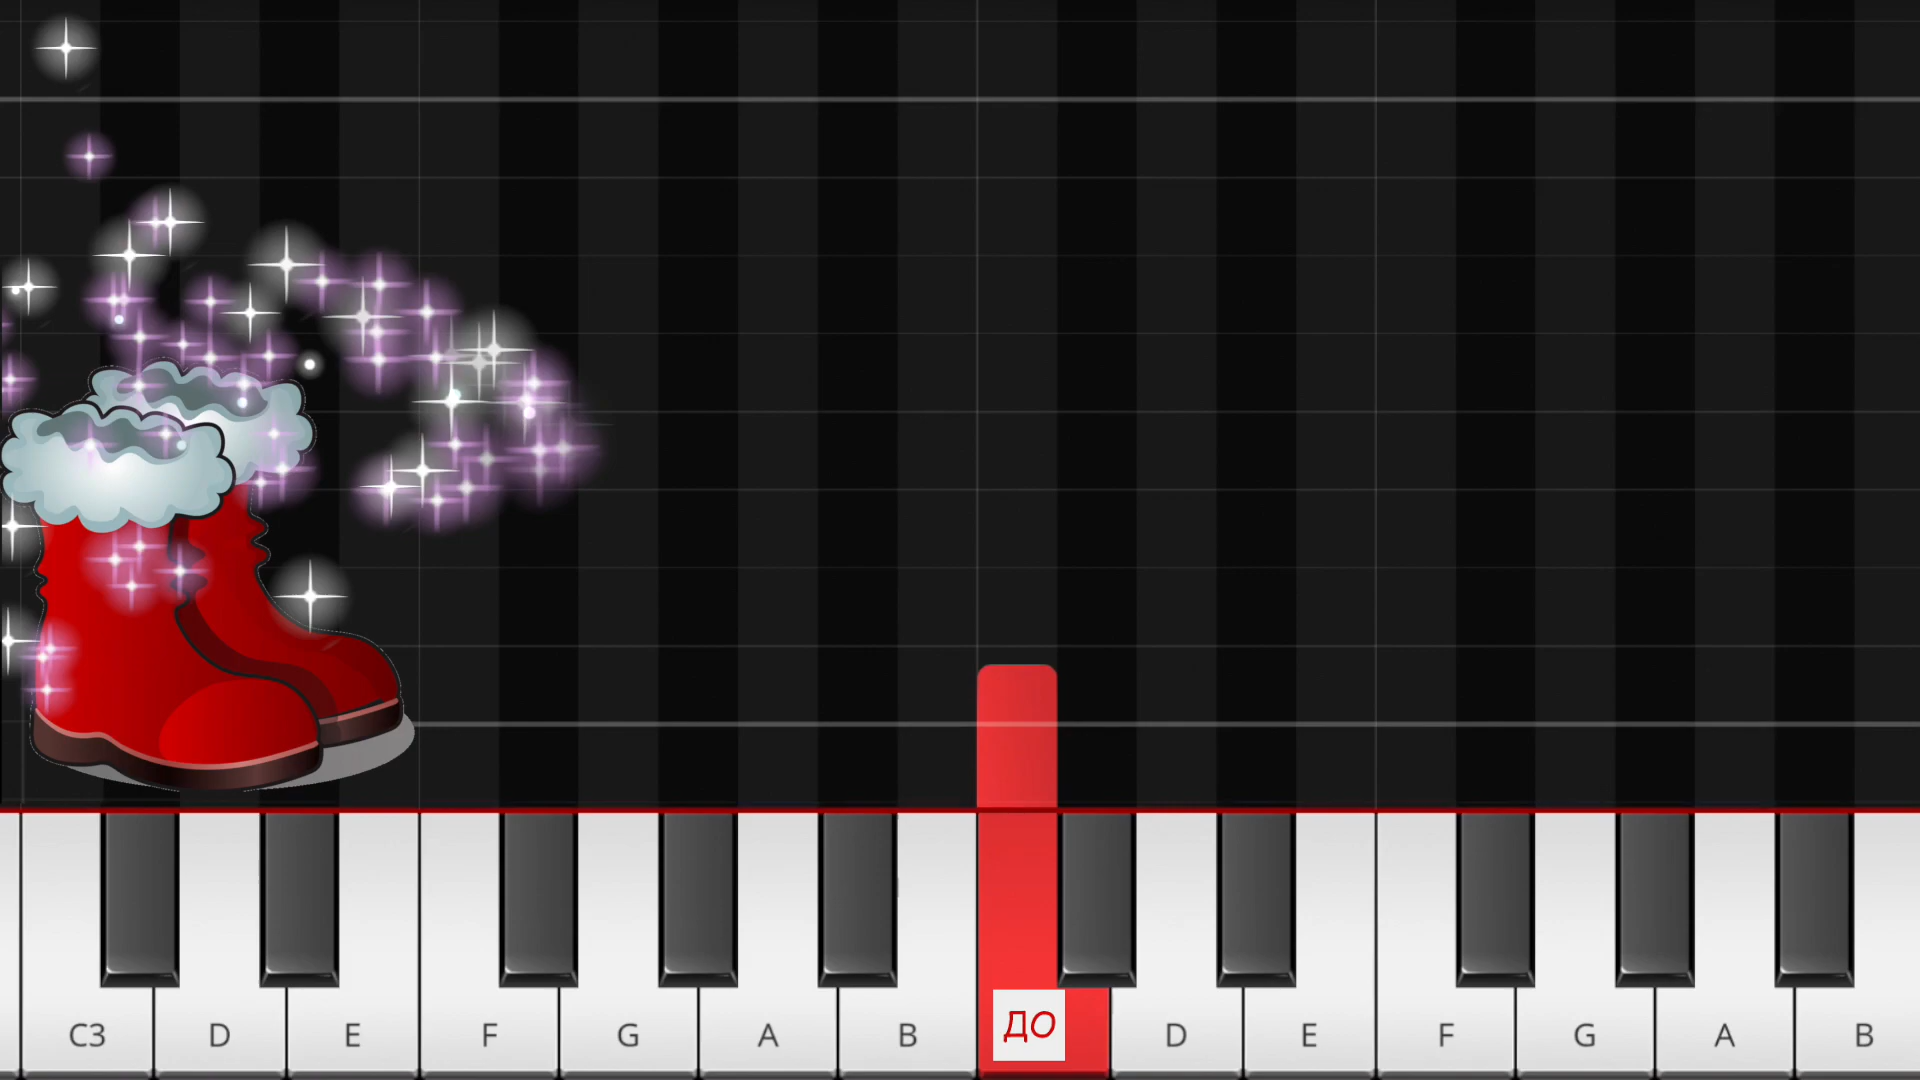 C3 D E F G A B ДО D E F G A B